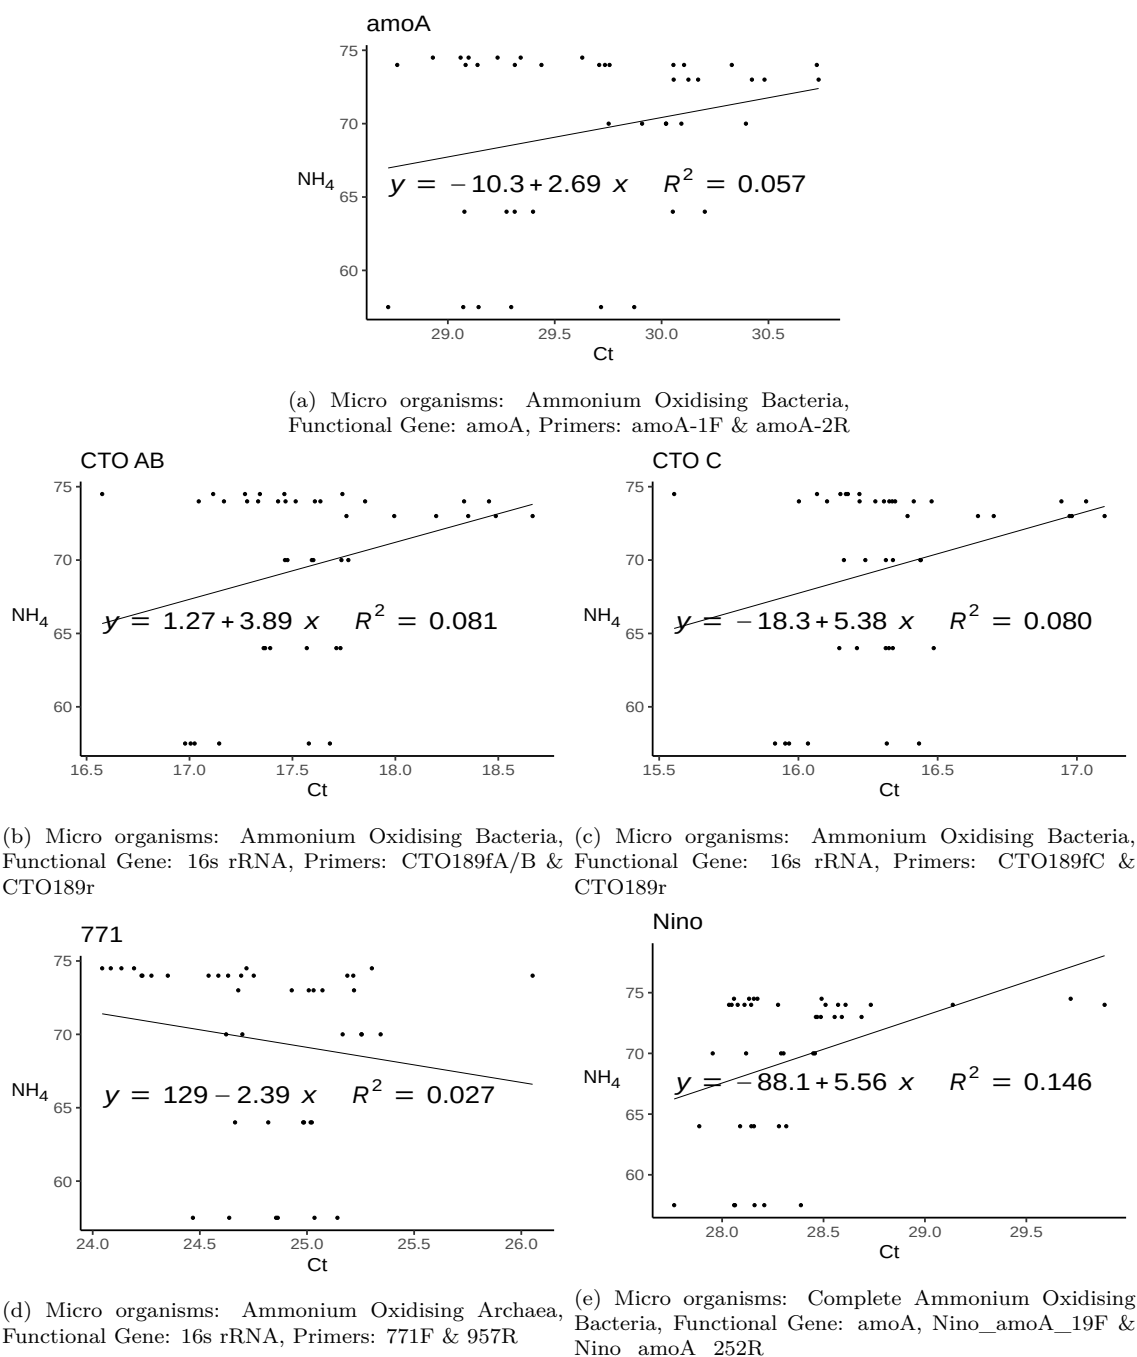 amoA
75
70
NH4
65
60
y = −10.3+2.69 x R2 = 0.057
29.0 29.5 30.0 30.5
Ct
(a) Micro organisms: Ammonium Oxidising Bacteria,
Functional Gene: amoA, Primers: amoA-1F & amoA-2R
CTO AB
75
70
NH4
65
60
y = 1.27+3.89 x R2 = 0.081
16.5 17.0 17.5 18.0 18.5
Ct
(b) Micro organisms: Ammonium Oxidising Bacteria,
Functional Gene: 16s rRNA, Primers: CTO189fA/B &
CTO189r
CTO C
75
70
NH4
65
60
y = −18.3+5.38 x R2 = 0.080
15.5 16.0 16.5 17.0
Ct
(c) Micro organisms: Ammonium Oxidising Bacteria,
Functional Gene: 16s rRNA, Primers: CTO189fC &
CTO189r
771
75
70
NH4
65
60
y = 129−2.39 x R2 = 0.027
24.0 24.5 25.0 25.5 26.0
Ct
(d) Micro organisms: Ammonium Oxidising Archaea,
Functional Gene: 16s rRNA, Primers: 771F & 957R
Nino
75
70
NH4
65
60
y = −88.1+5.56 x R2 = 0.146
28.0 28.5 29.0 29.5
Ct
(e) Micro organisms: Complete Ammonium Oxidising
Bacteria, Functional Gene: amoA, Nino_amoA_19F &
Nino_amoA_252R